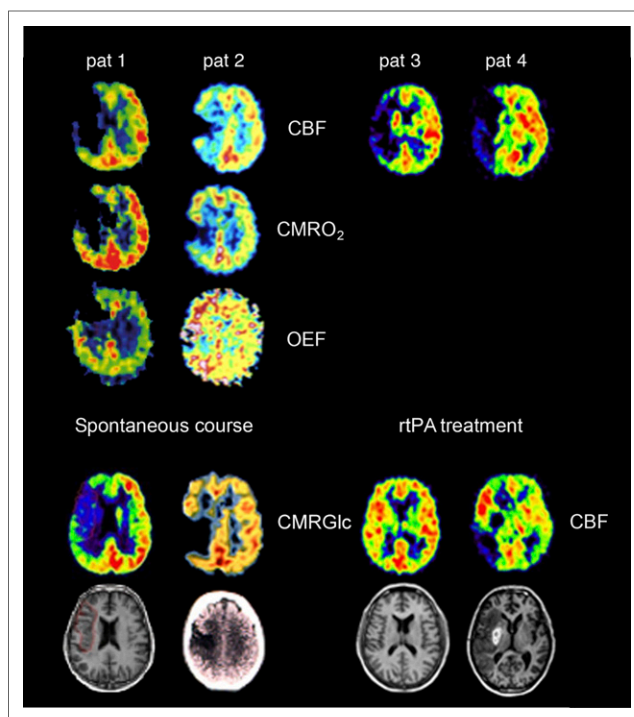 pat 1 pat 2 pat 3 pat 4
CBF
CMRO₂
OEF
Spontaneous course rtPA treatment
CMRGlc CBF